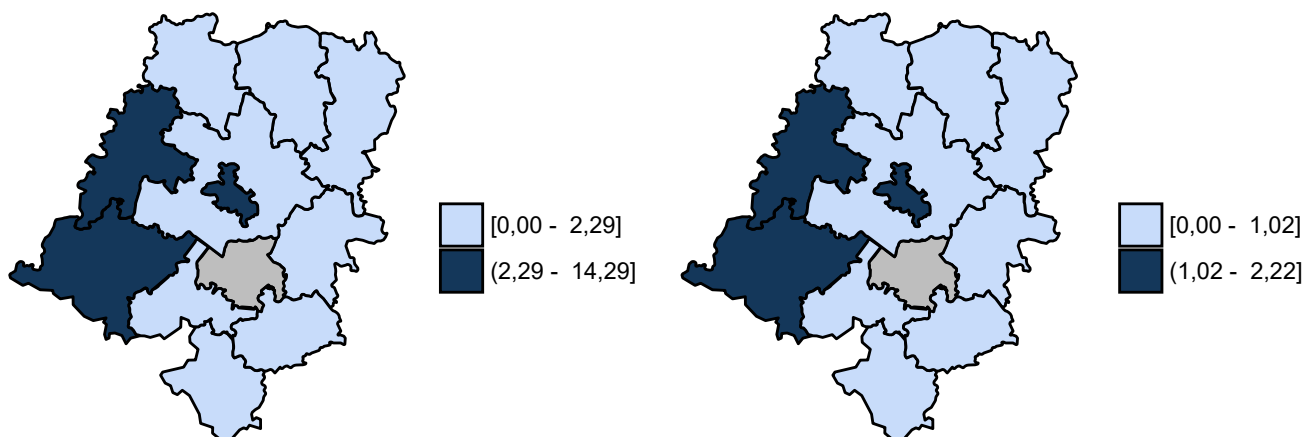 [0,00 - 2,29]
(2,29 - 14,29]
[0,00 - 1,02]
(1,02 - 2,22]